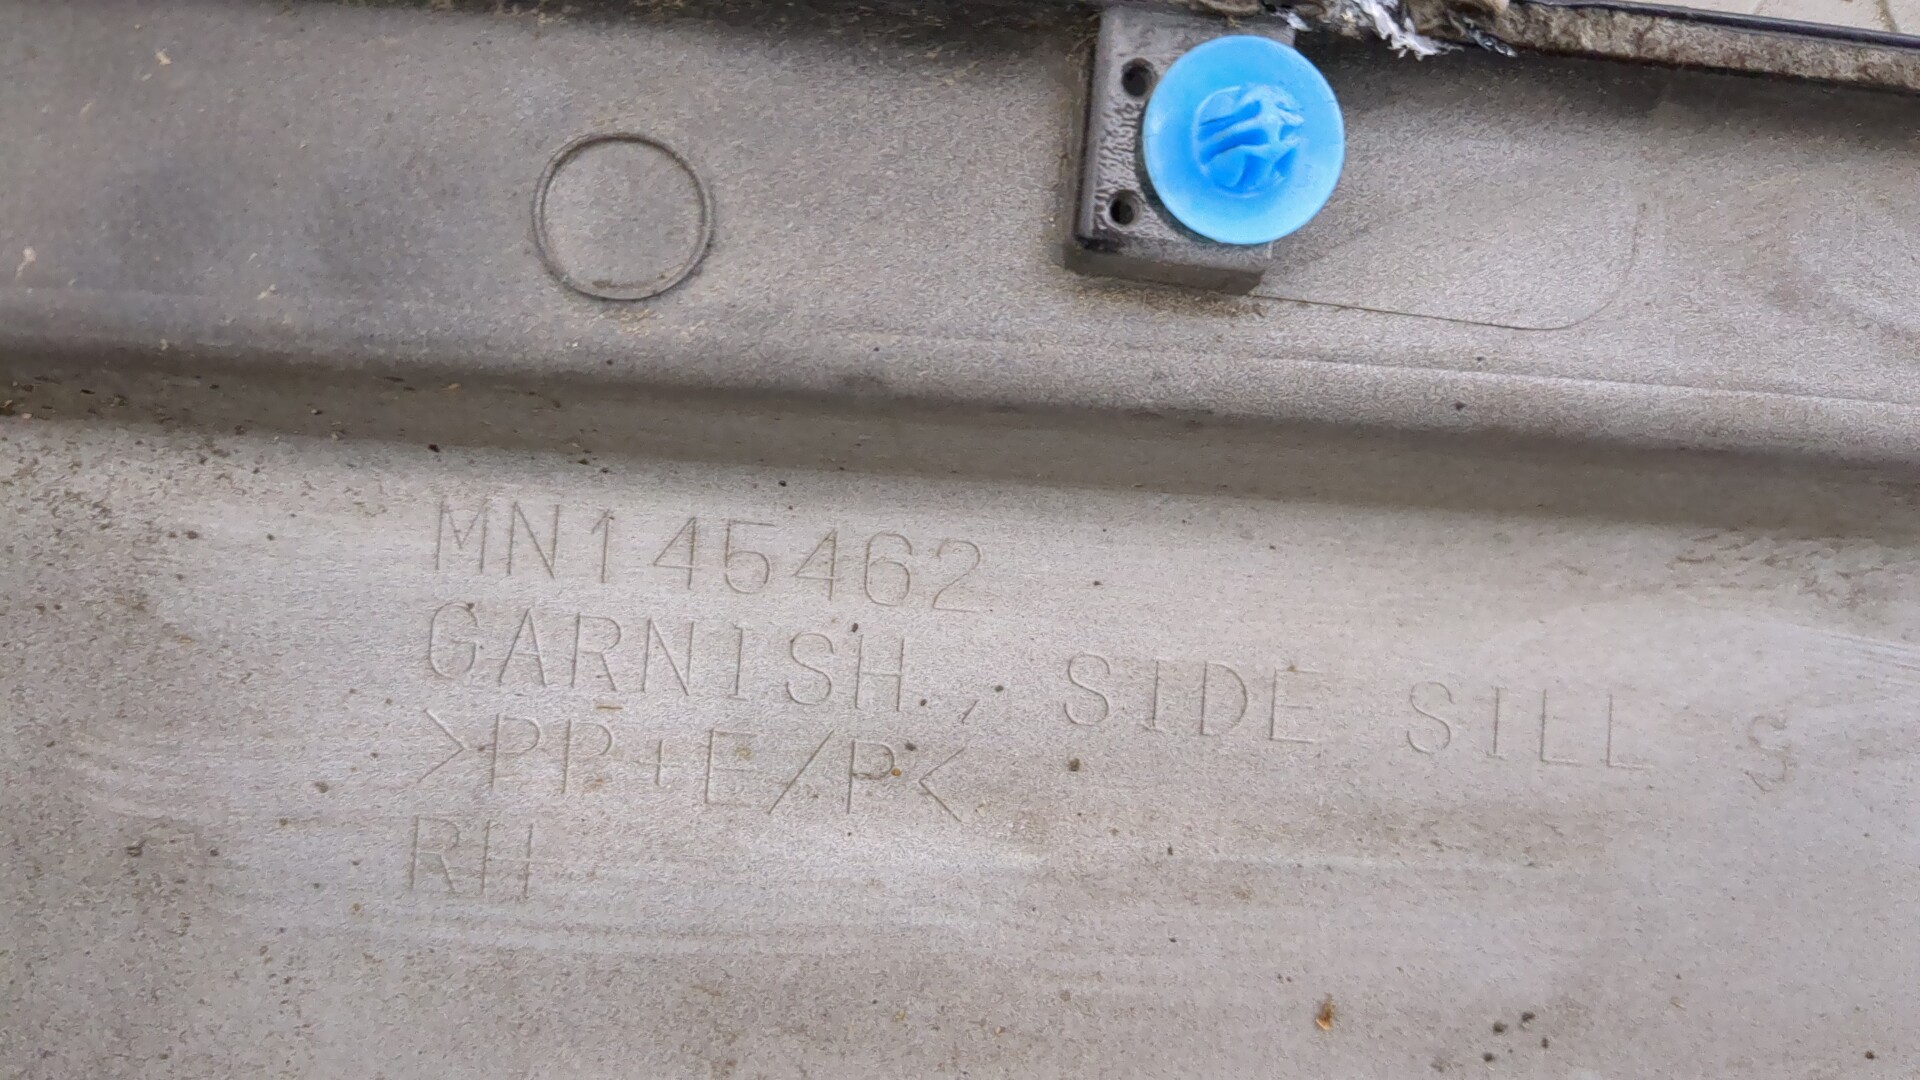 MN145462
GARNISH, SIDE SILL S
>PP+E/P<
RH